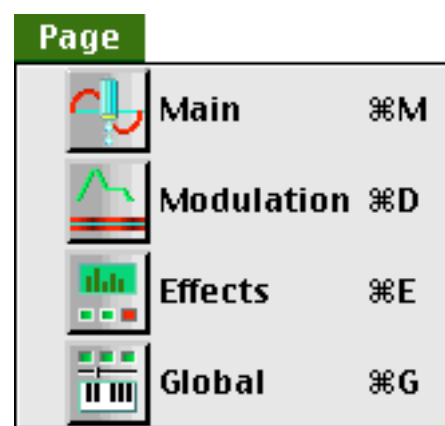 Page
Main ⌘M
Modulation ⌘D
Effects ⌘E
Global ⌘G